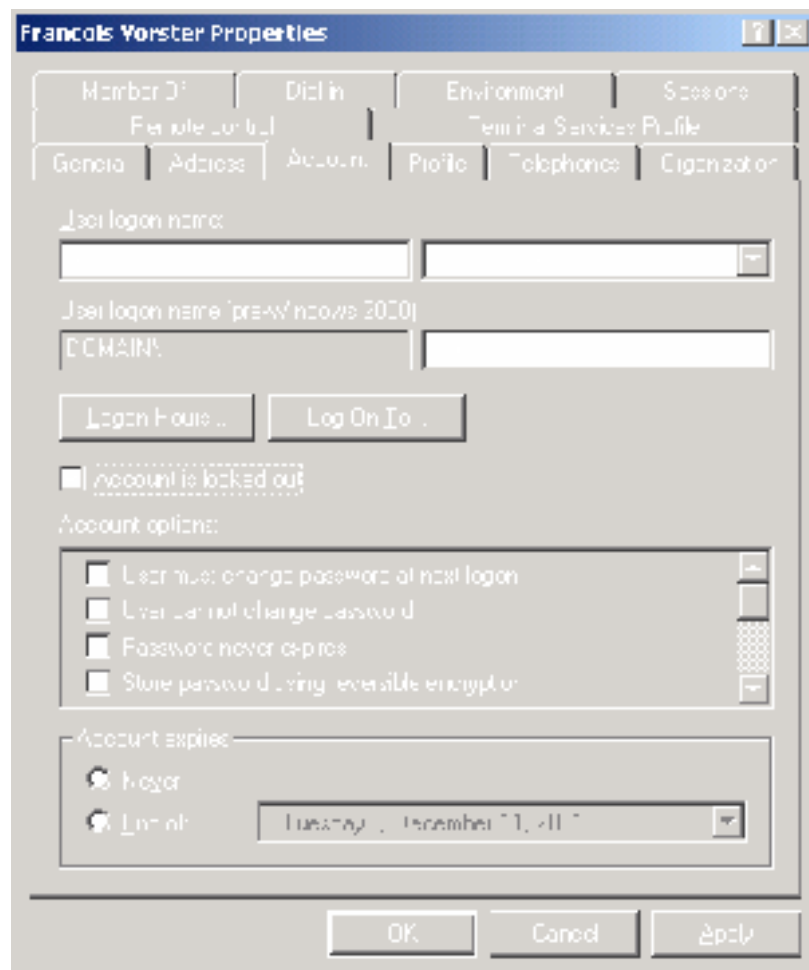 Francois Vorster Properties
Member Of Dial-in Environment Sessions
Remote control Terminal Services Profile
General Address Account Profile Telephones Organization
User logon name:
User logon name (pre-Windows 2000)
DOMAIN\
Logon Hours... Log On To...
Account is locked out
Account options:
User must change password at next logon
User cannot change password
Password never expires
Store password using reversible encryption
Account expires
Never
End of: Tuesday , December
OK Cancel Apply